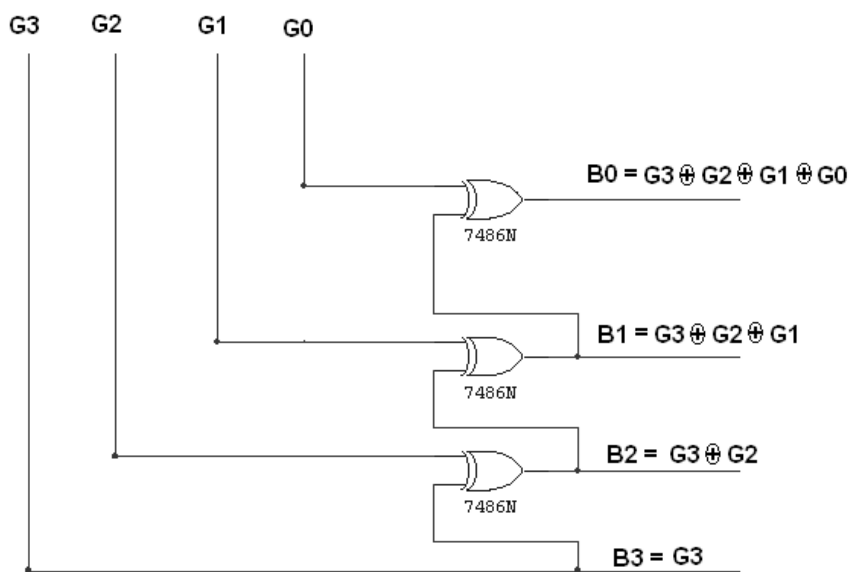 G3 G2 G1 G0
B0 = G3 ⊕ G2 ⊕ G1 ⊕ G0
7486N
B1 = G3 ⊕ G2 ⊕ G1
7486N
B2 = G3 ⊕ G2
7486N
B3 = G3